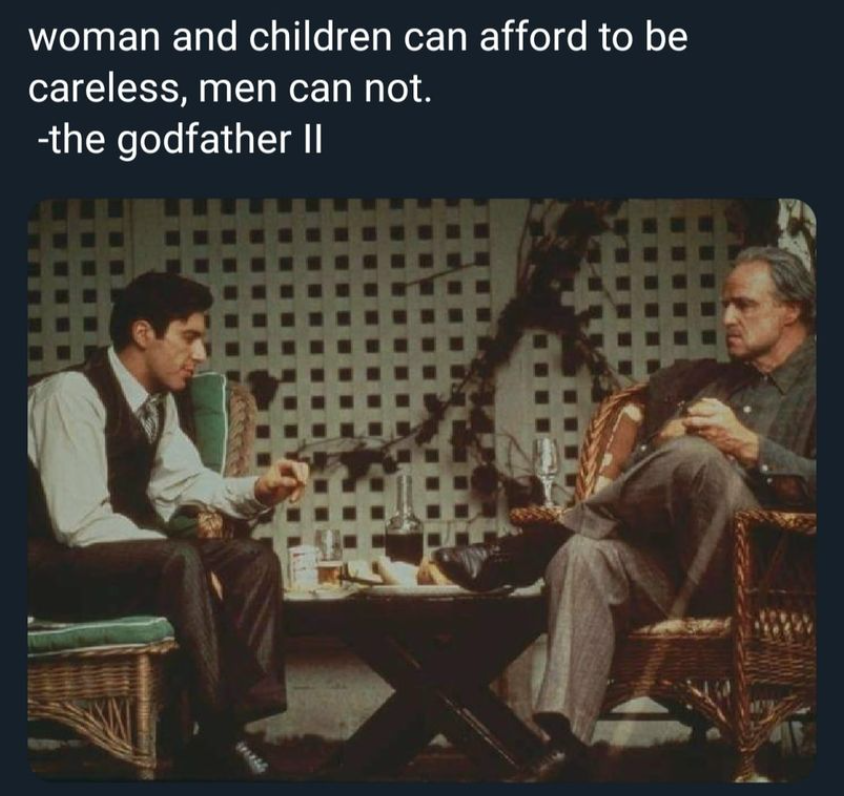 woman and children can afford to be
careless, men can not.
-the godfather II